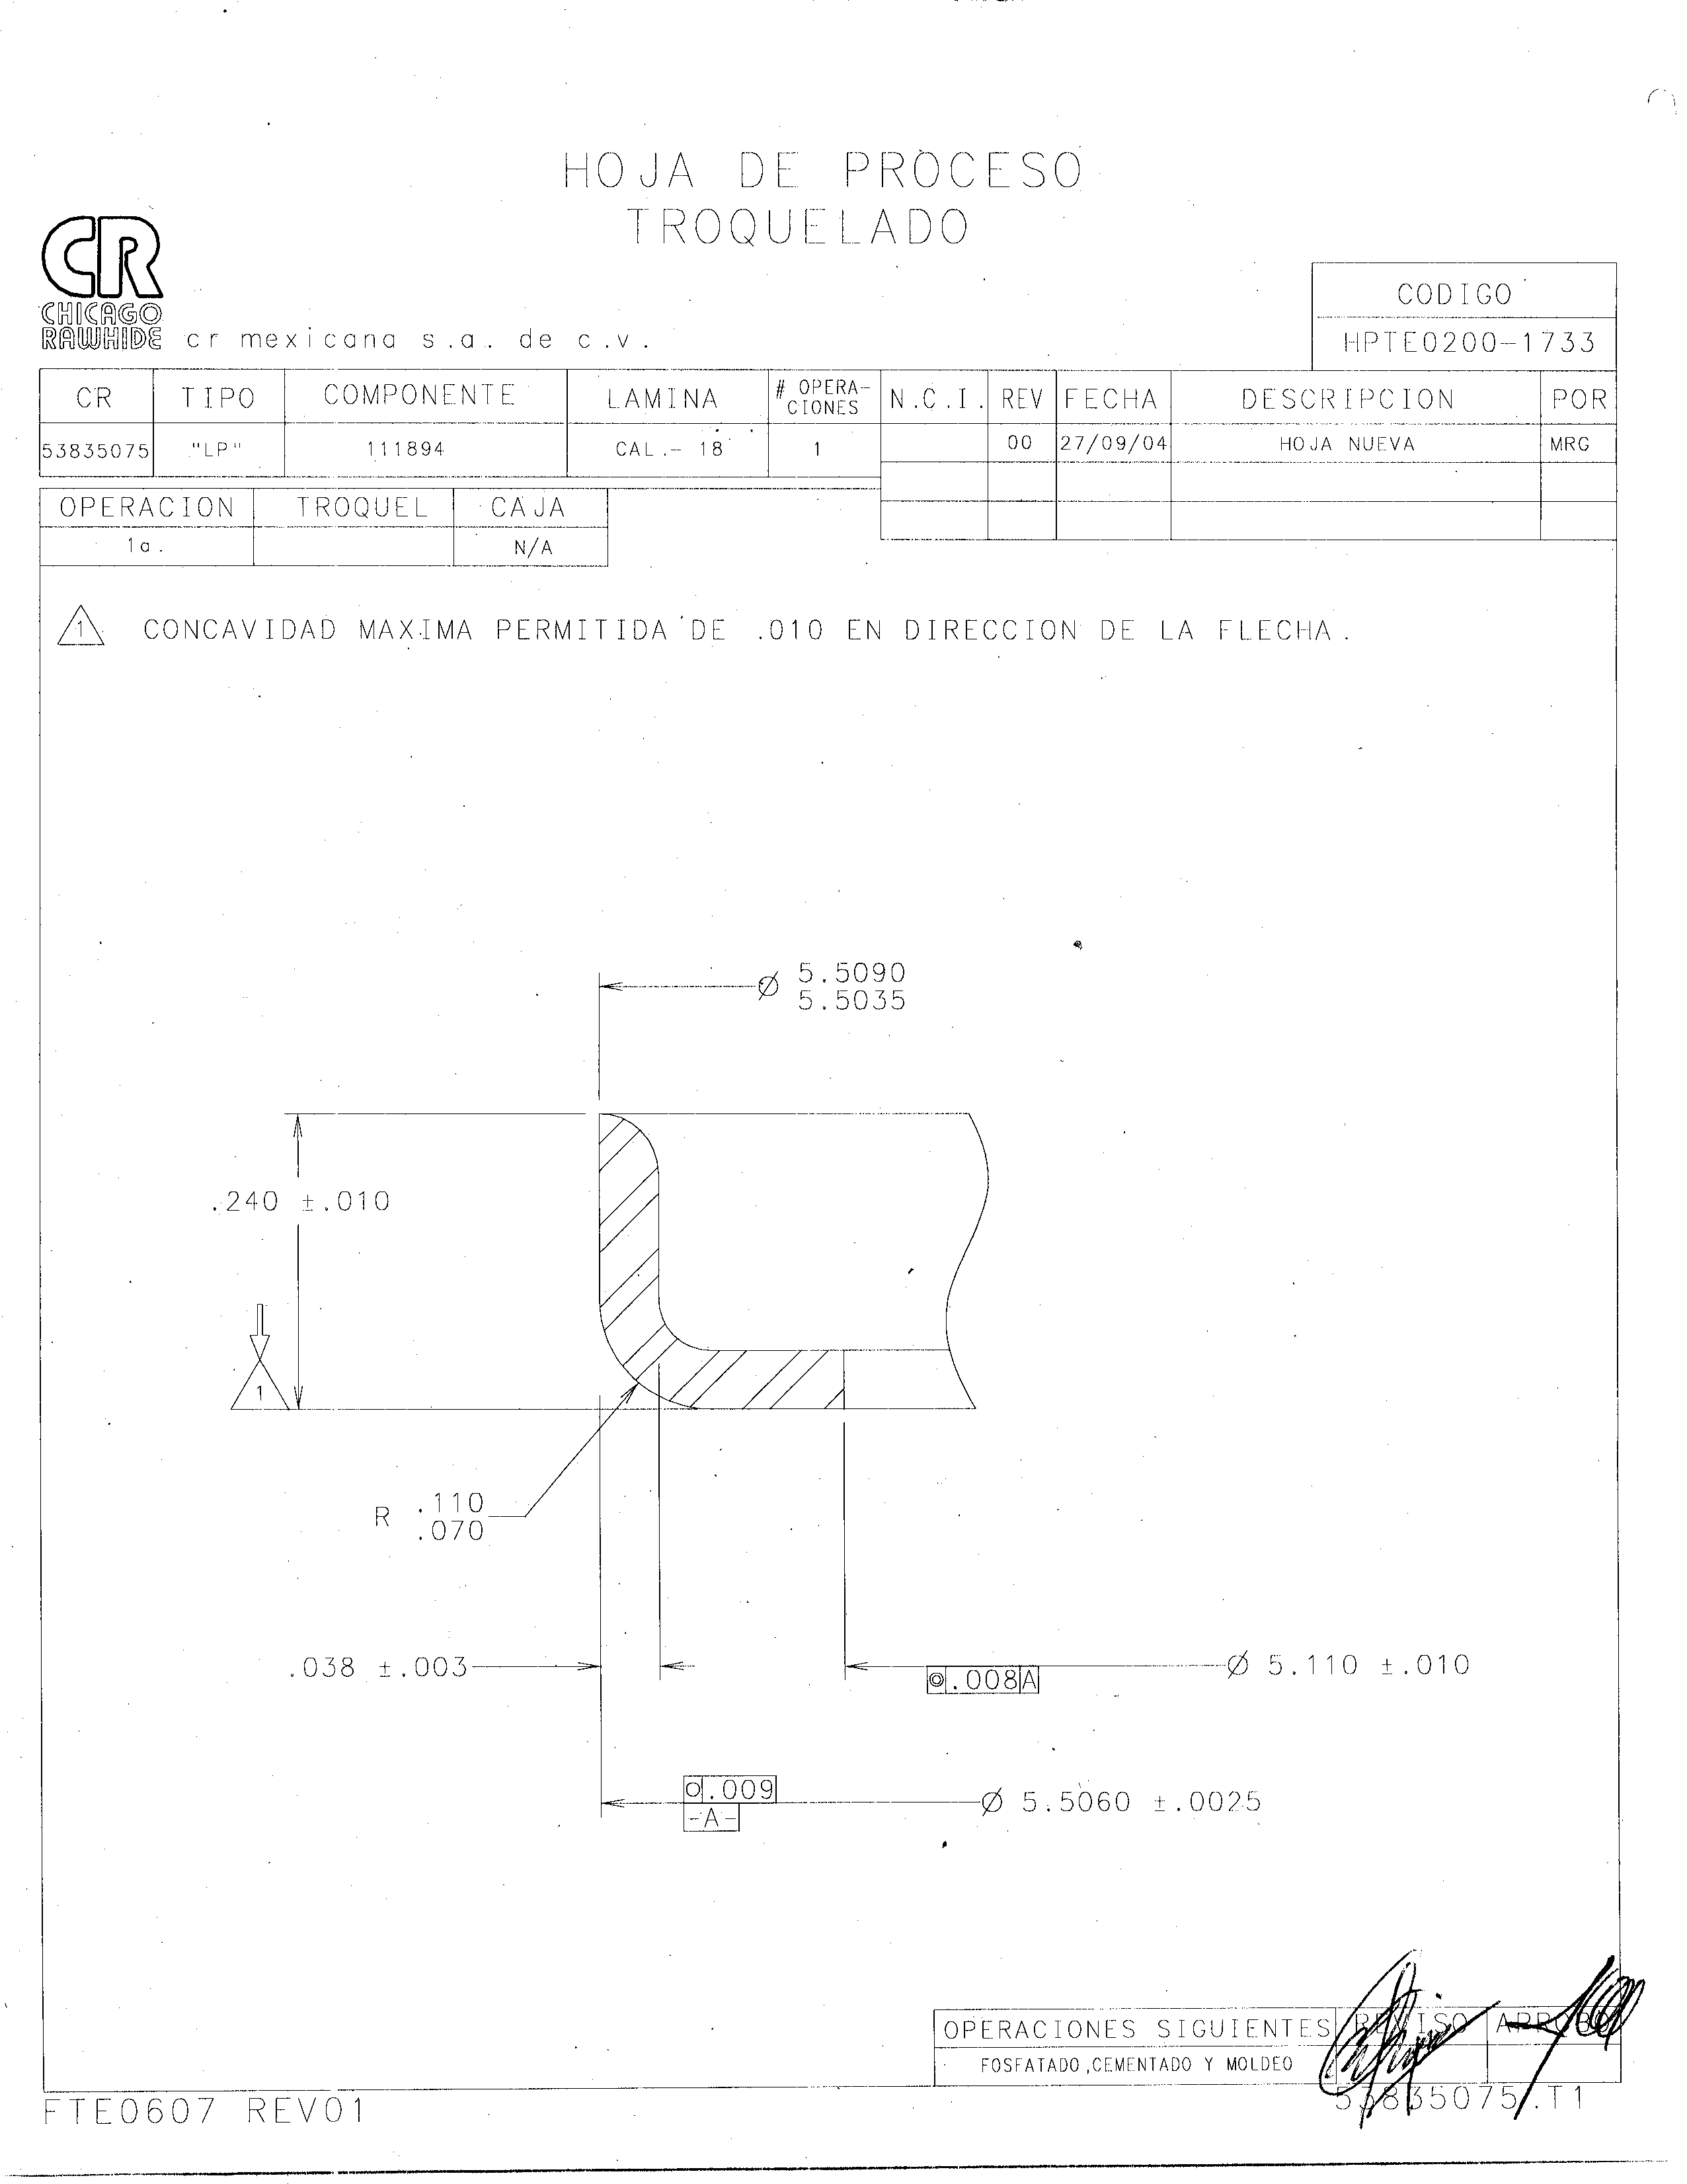 HOJA DE PROCESO
TROQUELADO
CR
CHICAGO
RAWHIDE
cr mexicana s.a. de c.v.
CODIGO
HPTE0200-1733
CR TIPO COMPONENTE LAMINA # OPERA-CIONES N.C.I. REV FECHA DESCRIPCION POR
53835075 "LP" 111894 CAL.- 18 1 00 27/09/04 HOJA NUEVA MRG
OPERACION TROQUEL CAJA
1a. N/A
1 CONCAVIDAD MAXIMA PERMITIDA DE .010 EN DIRECCION DE LA FLECHA.
Ø 5.5090
5.5035
.240 ±.010
1
R .110
.070
.038 ±.003
◎ .008 A
Ø 5.110 ±.010
○ .009
-A-
Ø 5.5060 ±.0025
OPERACIONES SIGUIENTES REVISO APROBO
FOSFATADO,CEMENTADO Y MOLDEO
FTE0607 REV01
53835075.T1